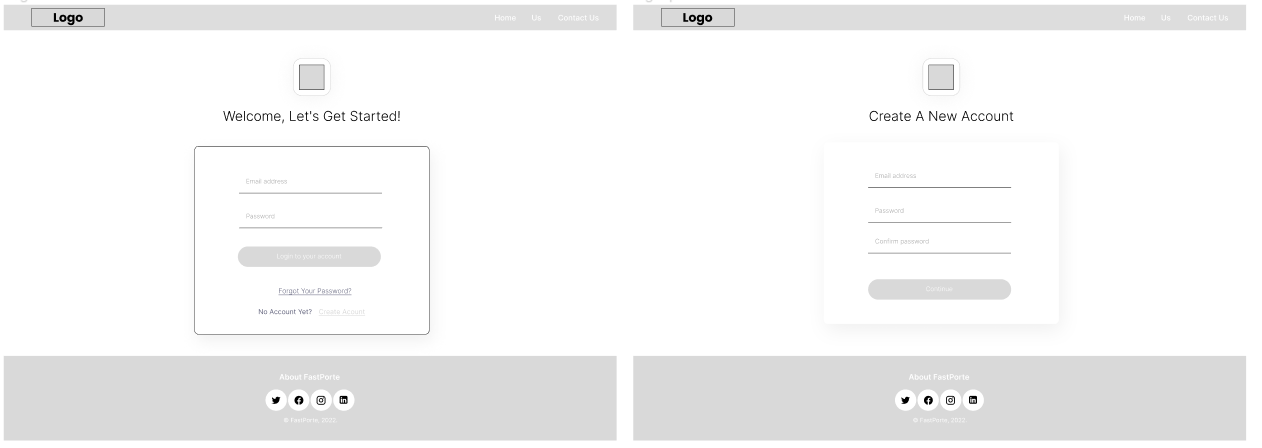 Logo
Home Us Contact Us
Welcome, Let's Get Started!
Email address
Password
Login to your account
Forgot Your Password?
No Account Yet? Create Acount
About FastPorte
© FastPorte, 2022.
Logo
Home Us Contact Us
Create A New Account
Email address
Password
Confirm password
Continue
About FastPorte
© FastPorte, 2022.